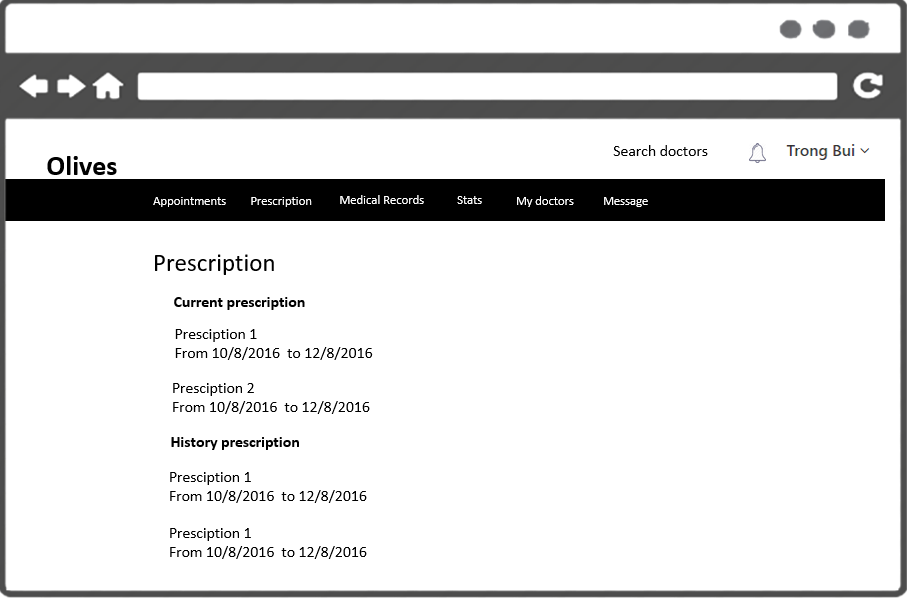 Search doctors
Trong Bui
Olives
Appointments Prescription Medical Records Stats My doctors Message
Prescription
Current prescription
Presciption 1
From 10/8/2016 to 12/8/2016
Presciption 2
From 10/8/2016 to 12/8/2016
History prescription
Presciption 1
From 10/8/2016 to 12/8/2016
Presciption 1
From 10/8/2016 to 12/8/2016